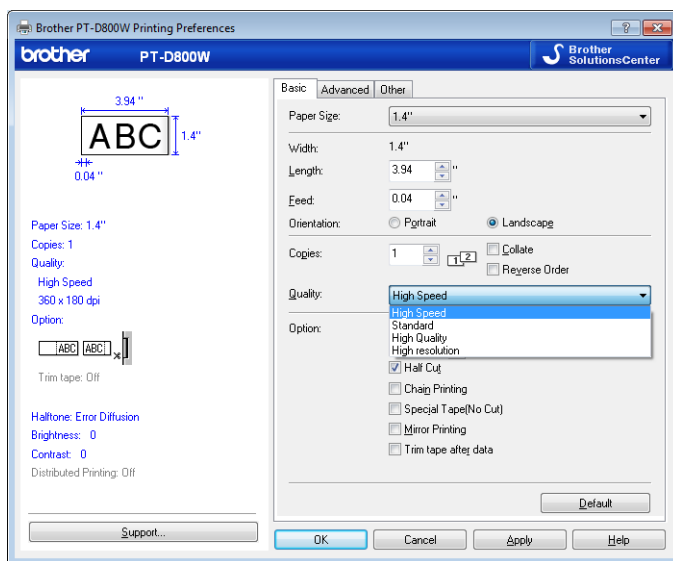 Brother PT-D800W Printing Preferences
brother PT-D800W
Brother
SolutionsCenter
3.94 "
ABC
1.4"
0.04 "
Paper Size: 1.4"
Copies: 1
Quality:
High Speed
360 x 180 dpi
Option:
ABC ABC
Trim tape: Off
Halftone: Error Diffusion
Brightness: 0
Contrast: 0
Distributed Printing: Off
Support...
Basic Advanced Other
Paper Size: 1.4"
Width: 1.4"
Length: 3.94 "
Feed: 0.04 "
Orientation: Portrait Landscape
Copies: 1 1 2 Collate
Reverse Order
Quality: High Speed
High Speed
Standard
High Quality
High resolution
Option:
Half Cut
Chain Printing
Special Tape(No Cut)
Mirror Printing
Trim tape after data
Default
OK Cancel Apply Help